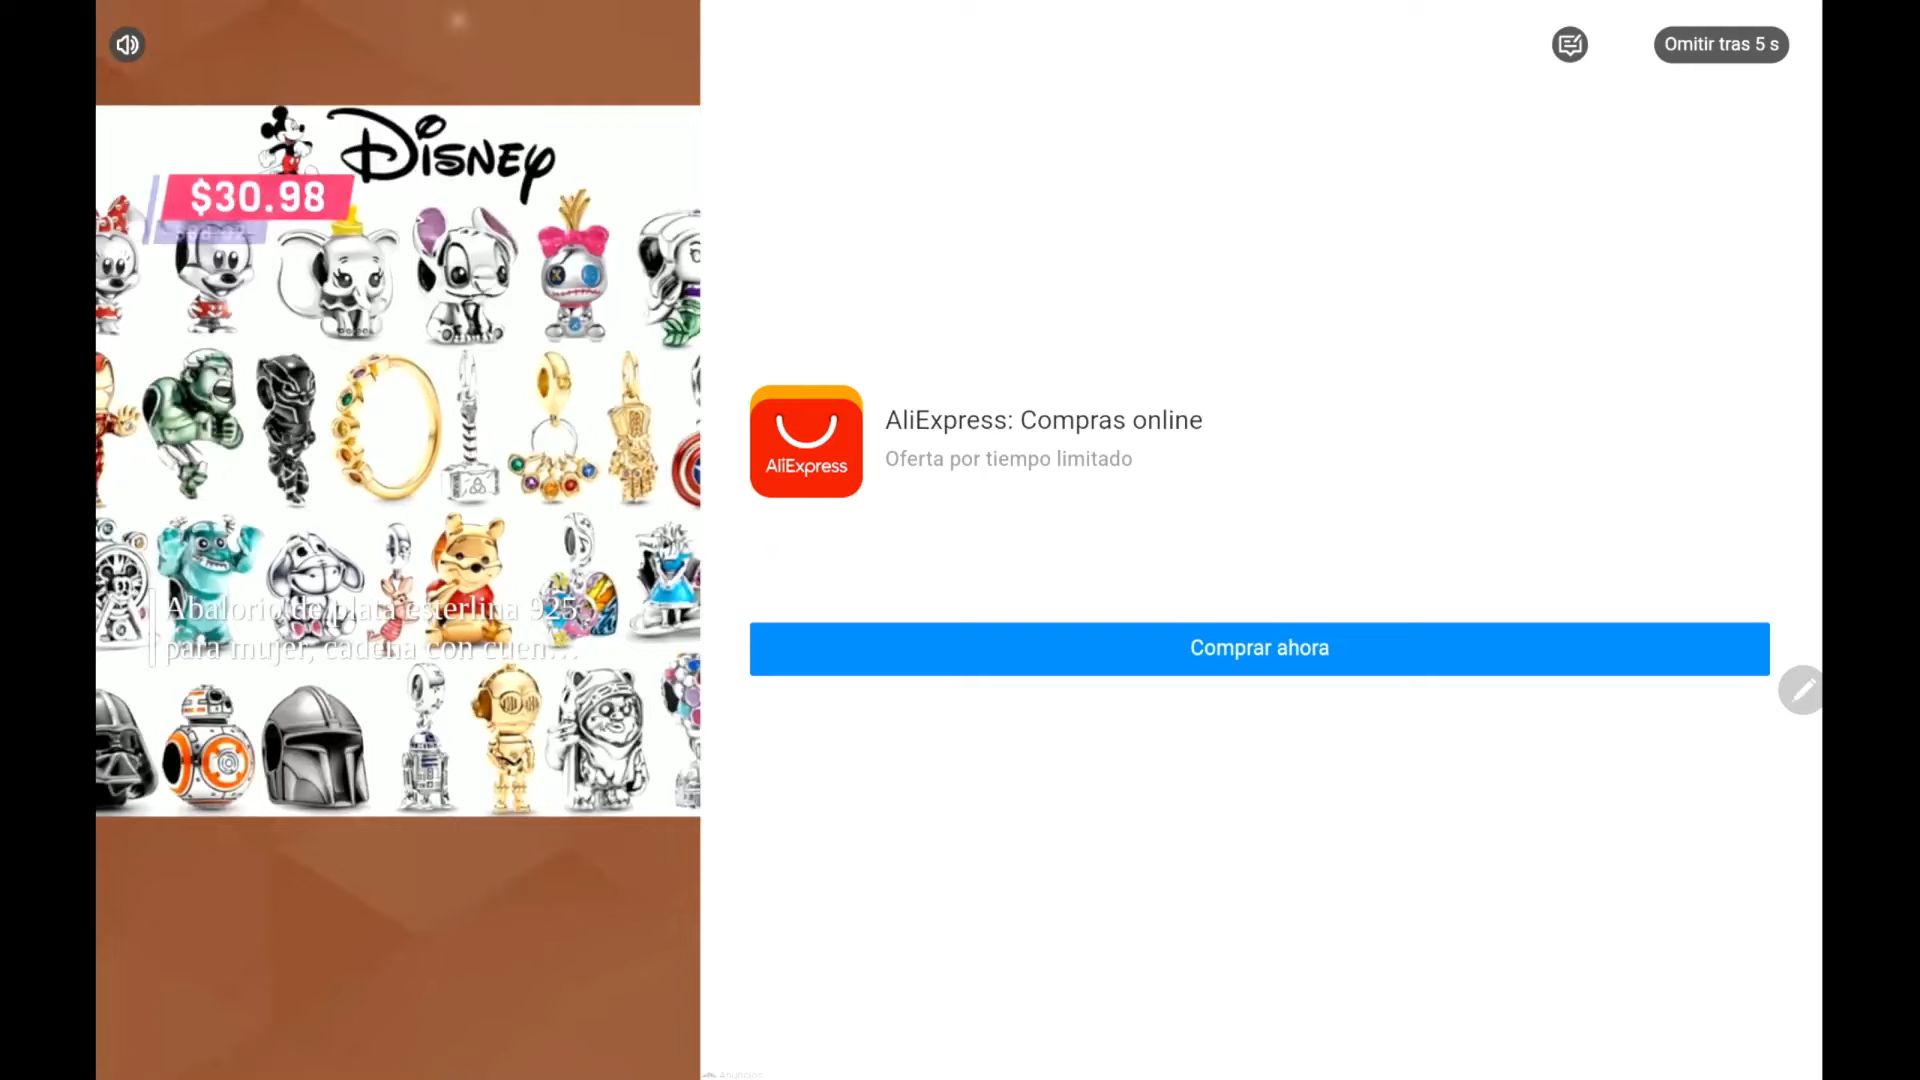 Omitir tras 5 s
DISNEY
$30.98
AliExpress: Compras online
Oferta por tiempo limitado
AliExpress
Abalorio de plata esterlina 925
para mujer, cadena con cuen...
Comprar ahora
Anuncios